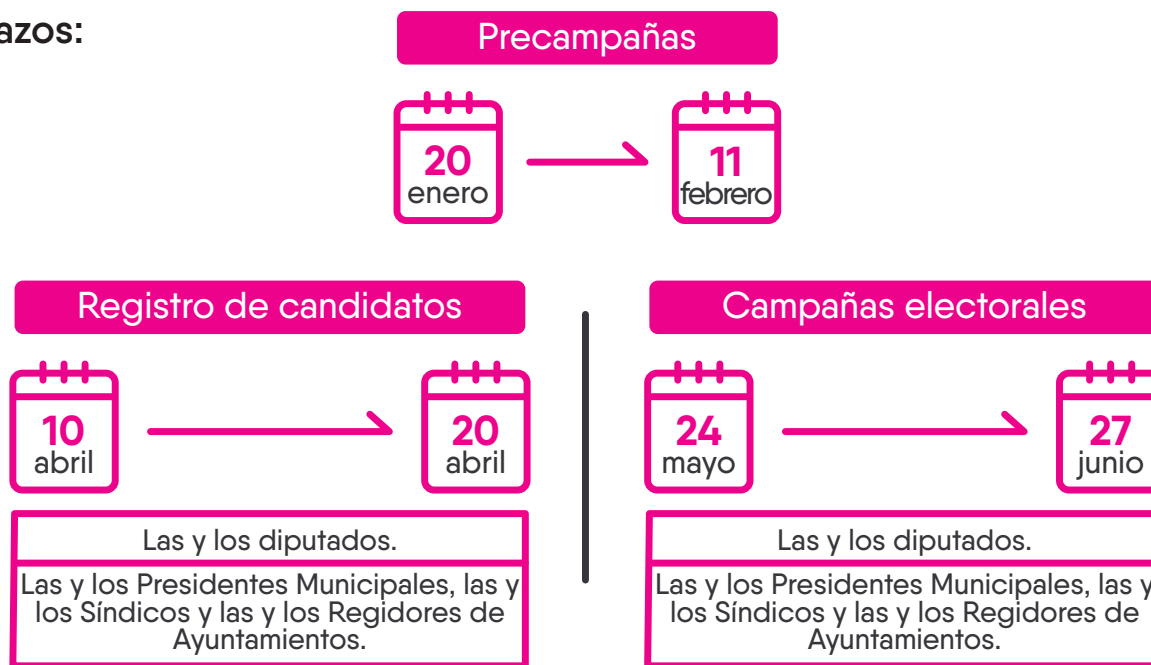 azos:
Precampañas
20
enero
11
febrero
Registro de candidatos
10
abril
20
abril
Las y los diputados.
Las y los Presidentes Municipales, las y
los Síndicos y las y los Regidores de
Ayuntamientos.
Campañas electorales
24
mayo
27
junio
Las y los diputados.
Las y los Presidentes Municipales, las y
los Síndicos y las y los Regidores de
Ayuntamientos.